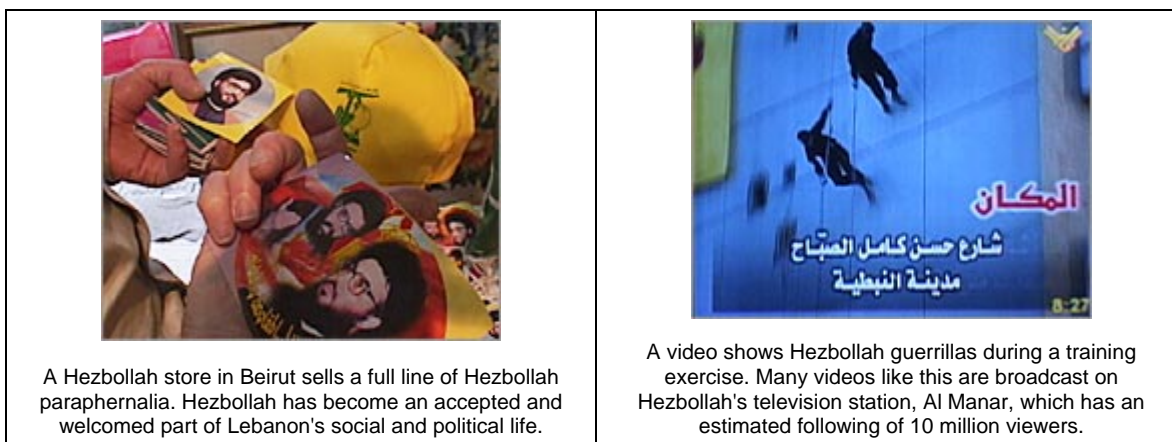 A Hezbollah store in Beirut sells a full line of Hezbollah
paraphernalia. Hezbollah has become an accepted and
welcomed part of Lebanon's social and political life.
المكان
شارع حسن كامل الصبّاح
مدينة النبطية
8:27
A video shows Hezbollah guerrillas during a training
exercise. Many videos like this are broadcast on
Hezbollah's television station, Al Manar, which has an
estimated following of 10 million viewers.